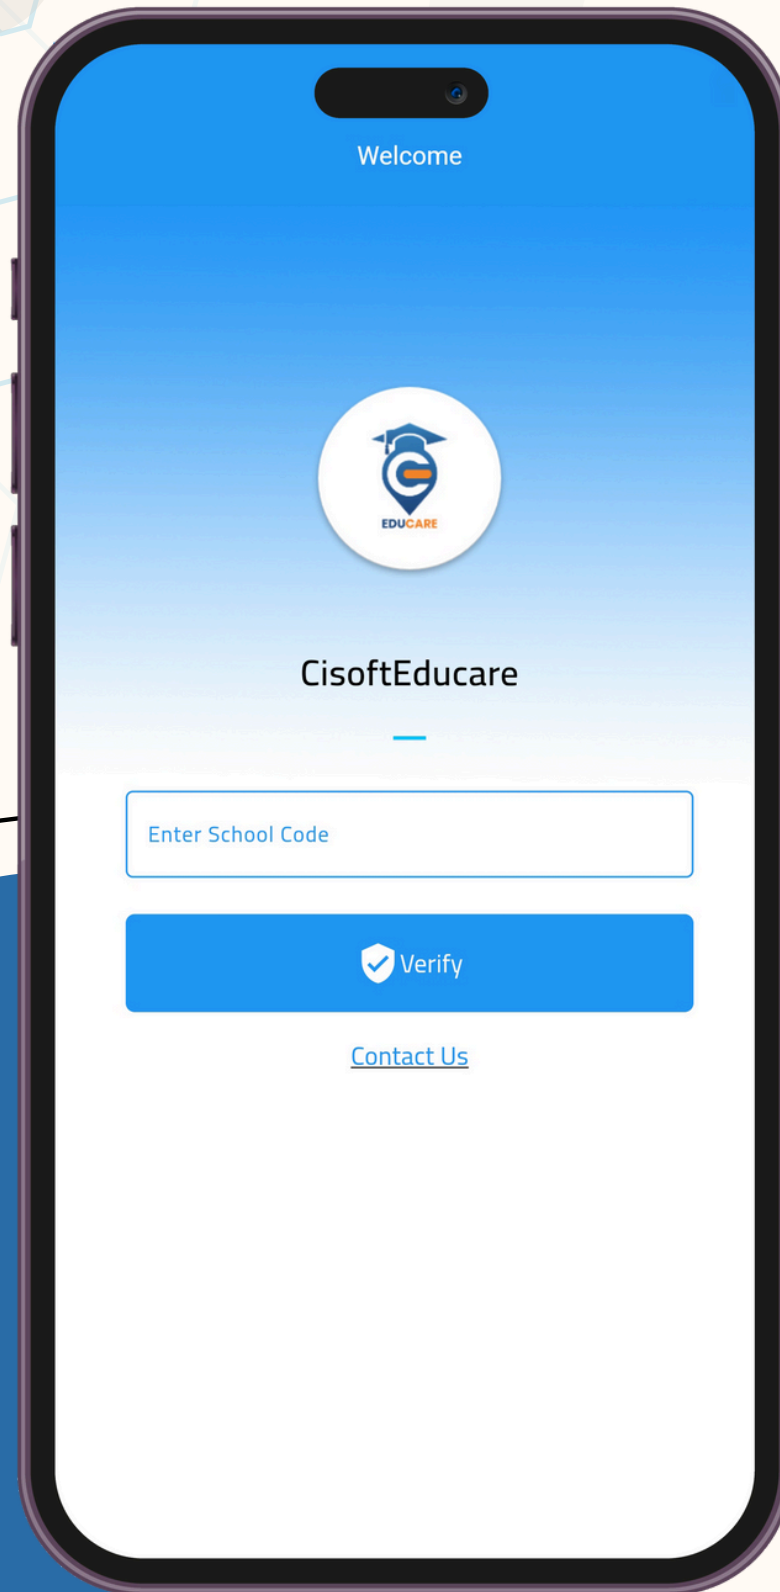 Welcome
EDUCARE
CisoftEducare
Enter School Code
Verify
Contact Us